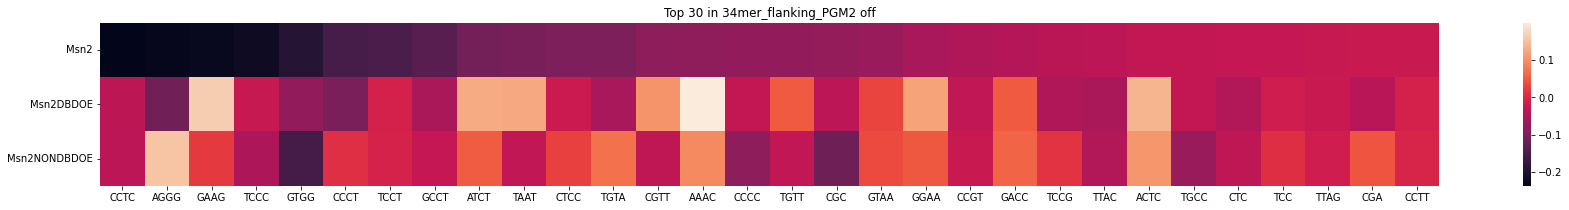 Top 30 in 34mer_flanking_PGM2 off
Msn2
Msn2DBDOE
Msn2NONDBDOE
CCTC AGGG GAAG TCCC GTGG CCCT TCCT GCCT ATCT TAAT CTCC TGTA CGTT AAAC CCCC TGTT CGC GTAA GGAA CCGT GACC TCCG TTAC ACTC TGCC CTC TCC TTAG CGA CCTT
0.1
0.0
−0.1
−0.2